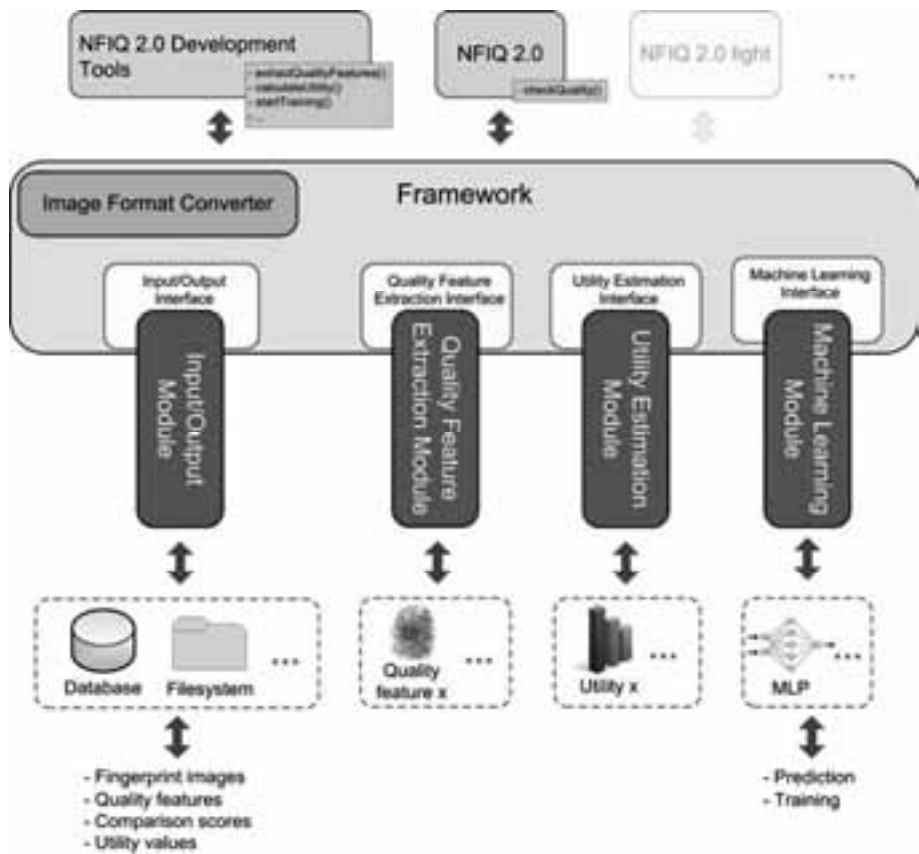 NFIQ 2.0 Development
Tools
- extractQualityFeatures()
- calculateUtility()
- startTraining()
- ...
NFIQ 2.0
- checkQuality()
NFIQ 2.0 light
...
Image Format Converter
Framework
Input/Output
Interface
Quality Feature
Extraction Interface
Utility Estimation
Interface
Machine Learning
Interface
Input/Output
Module
Quality Feature
Extraction Module
Utility Estimation
Module
Machine Learning
Module
Database
Filesystem
...
Quality
feature x
...
Utility x
...
MLP
...
- Fingerprint images
- Quality features
- Comparison scores
- Utility values
- Prediction
- Training